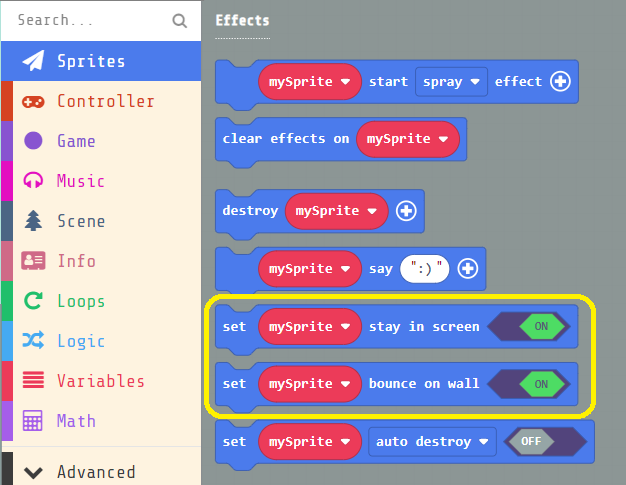 Search...
Sprites
Controller
Game
Music
Scene
Info
Loops
Logic
Variables
Math
Advanced
Effects
mySprite start spray effect
clear effects on mySprite
destroy mySprite
mySprite say ":)"
set mySprite stay in screen ON
set mySprite bounce on wall ON
set mySprite auto destroy OFF